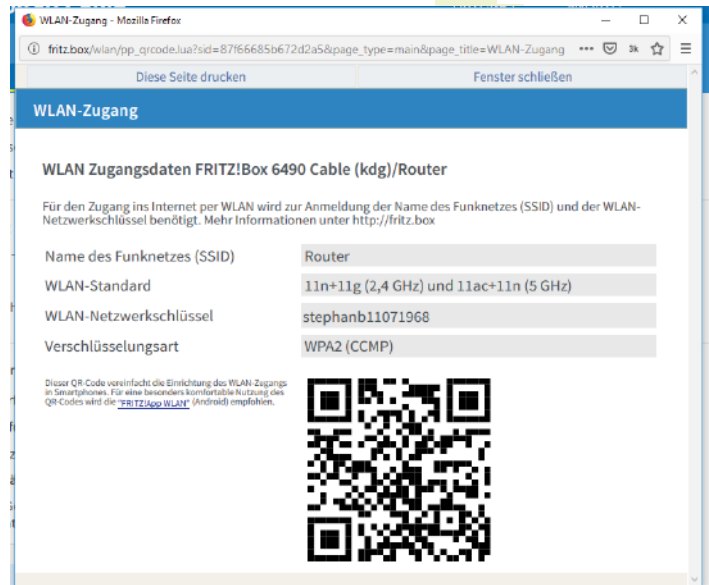 WLAN-Zugang - Mozilla Firefox
fritz.box/wlan/pp_qrcode.lua?sid=87f66685b672d2a5&page_type=main&page_title=WLAN-Zugang
Diese Seite drucken Fenster schließen
WLAN-Zugang
WLAN Zugangsdaten FRITZ!Box 6490 Cable (kdg)/Router
Für den Zugang ins Internet per WLAN wird zur Anmeldung der Name des Funknetzes (SSID) und der WLAN-
Netzwerkschlüssel benötigt. Mehr Informationen unter http://fritz.box
Name des Funknetzes (SSID) Router
WLAN-Standard 11n+11g (2,4 GHz) und 11ac+11n (5 GHz)
WLAN-Netzwerkschlüssel stephanb11071968
Verschlüsselungsart WPA2 (CCMP)
Dieser QR-Code vereinfacht die Einrichtung des WLAN-Zugangs
in Smartphones. Für eine besonders komfortable Nutzung des
QR-Codes wird die "FRITZ!App WLAN" (Android) empfohlen.